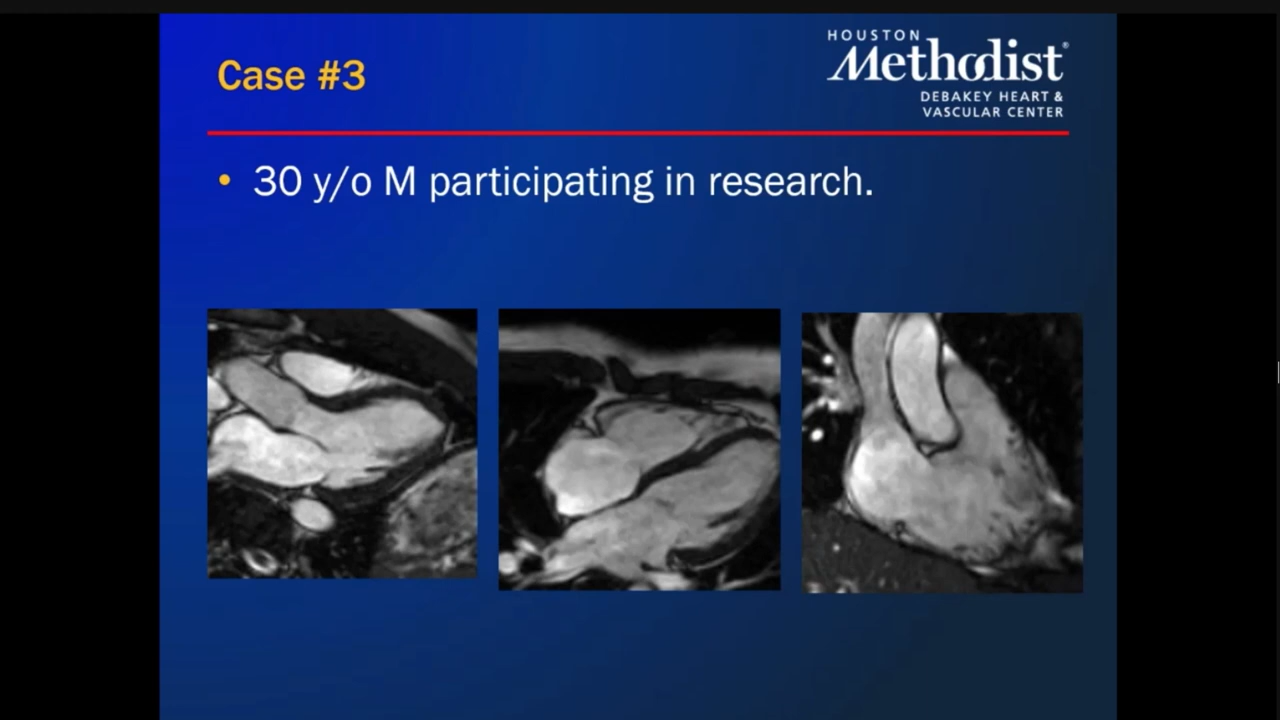 Case #3
HOUSTON
Methodist®
DEBAKEY HEART &
VASCULAR CENTER
• 30 y/o M participating in research.